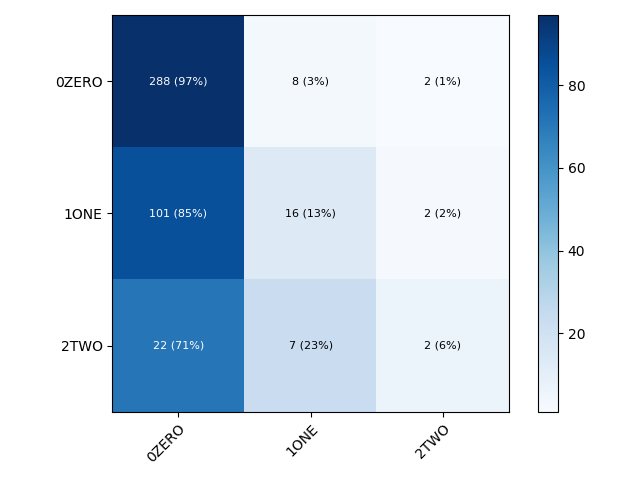 0ZERO 288 (97%) 8 (3%) 2 (1%)
1ONE 101 (85%) 16 (13%) 2 (2%)
2TWO 22 (71%) 7 (23%) 2 (6%)
0ZERO 1ONE 2TWO
80
60
40
20